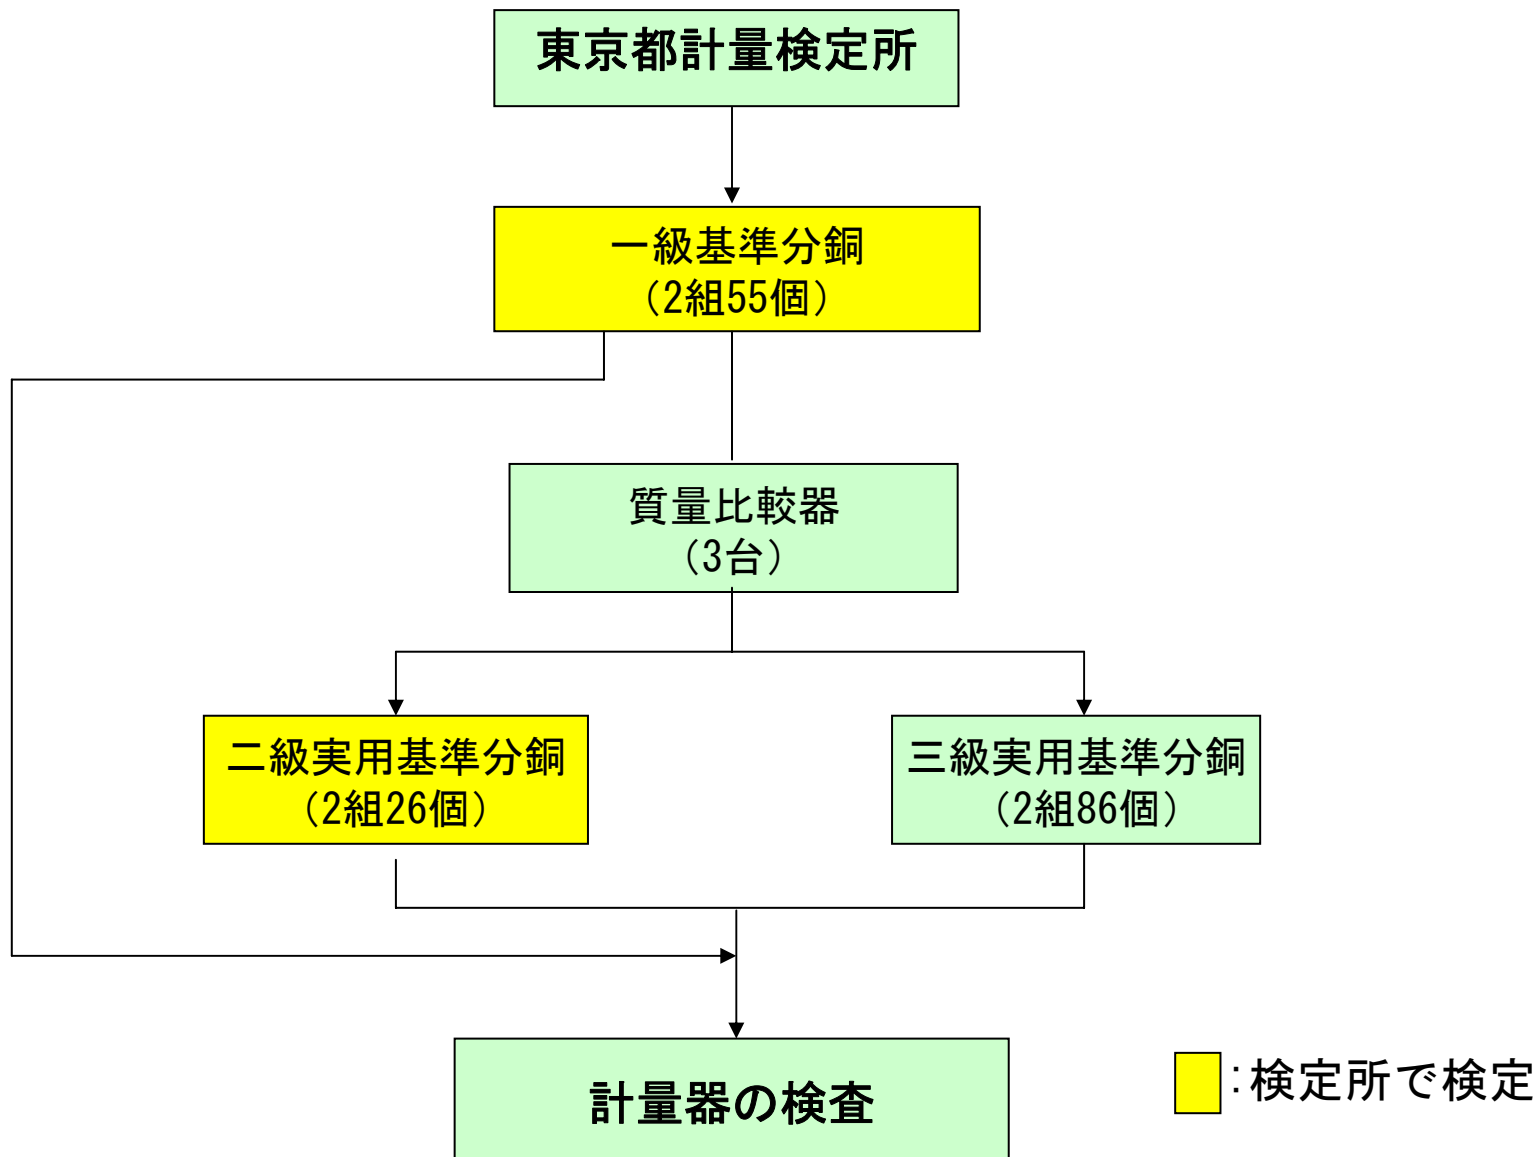 東京都計量検定所
一級基準分銅
（2組55個）
質量比較器
（3台）
二級実用基準分銅
（2組26個）
三級実用基準分銅
（2組86個）
計量器の検査
：検定所で検定